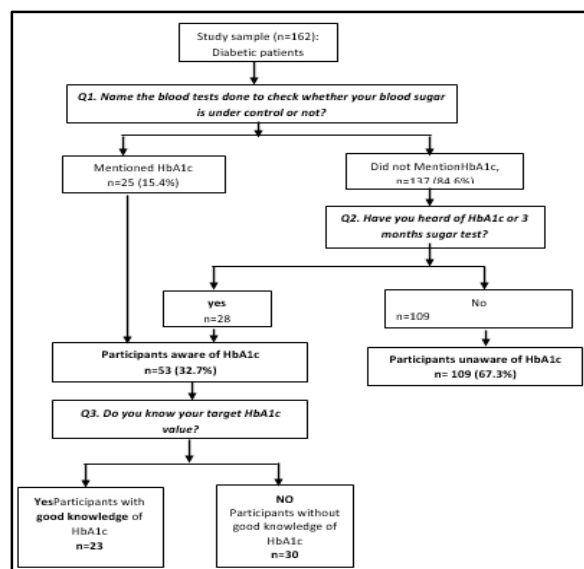 Study sample (n=162):
Diabetic patients
Q1. Name the blood tests done to check whether your blood sugar
is under control or not?
Mentioned HbA1c
n=25 (15.4%)
Did not MentionHbA1c,
n=137 (84.6%)
Q2. Have you heard of HbA1c or 3
months sugar test?
yes
n=28
No
n=109
Participants aware of HbA1c
n=53 (32.7%)
Participants unaware of HbA1c
n= 109 (67.3%)
Q3. Do you know your target HbA1c
value?
YesParticipants with
good knowledge of
HbA1c
n=23
NO
Participants without
good knowledge of
HbA1c
n=30